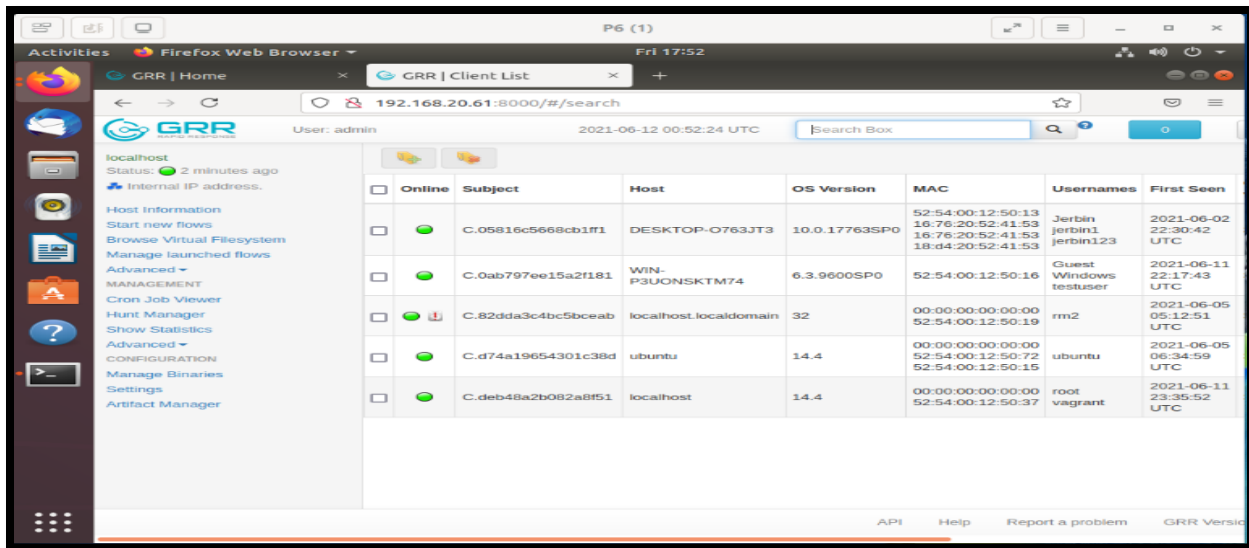 P6 (1)
Activities Firefox Web Browser Fri 17:52
GRR | Home GRR | Client List
192.168.20.61:8000/#/search
GRR
RAPID RESPONSE
User: admin 2021-06-12 00:52:24 UTC Search Box 0
localhost
Status: 2 minutes ago
Internal IP address.
Host Information
Start new flows
Browse Virtual Filesystem
Manage launched flows
Advanced
MANAGEMENT
Cron Job Viewer
Hunt Manager
Show Statistics
Advanced
CONFIGURATION
Manage Binaries
Settings
Artifact Manager
Online Subject Host OS Version MAC Usernames First Seen
C.05816c5668cb1ff1 DESKTOP-O763JT3 10.0.17763SP0
52:54:00:12:50:13
16:76:20:52:41:53
16:76:20:52:41:53
18:d4:20:52:41:53
Jerbin
jerbin1
jerbin123
2021-06-02
22:30:42
UTC
C.0ab797ee15a2f181
WIN-
P3UONSKTM74
6.3.9600SP0 52:54:00:12:50:16
Guest
Windows
testuser
2021-06-11
22:17:43
UTC
C.82dda3c4bc5bceab localhost.localdomain 32
00:00:00:00:00:00
52:54:00:12:50:19
rm2
2021-06-05
05:12:51
UTC
C.d74a19654301c38d ubuntu 14.4
00:00:00:00:00:00
52:54:00:12:50:72
52:54:00:12:50:15
ubuntu
2021-06-05
06:34:59
UTC
C.deb48a2b082a8f51 localhost 14.4
00:00:00:00:00:00
52:54:00:12:50:37
root
vagrant
2021-06-11
23:35:52
UTC
API Help Report a problem GRR Versio